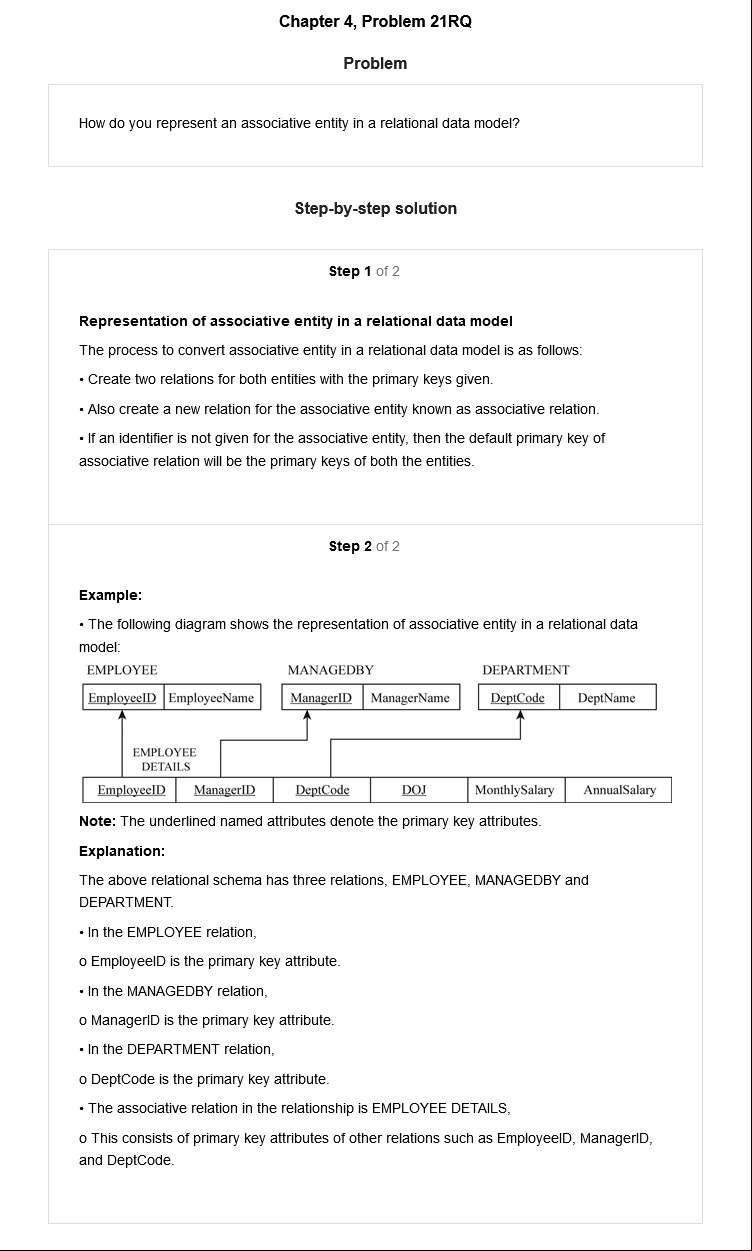 Chapter 4, Problem 21RQ
Problem
How do you represent an associative entity in a relational data model?
Step-by-step solution
Step 1 of 2
Representation of associative entity in a relational data model
The process to convert associative entity in a relational data model is as follows:
• Create two relations for both entities with the primary keys given.
• Also create a new relation for the associative entity known as associative relation.
• If an identifier is not given for the associative entity, then the default primary key of
associative relation will be the primary keys of both the entities.
Step 2 of 2
Example:
• The following diagram shows the representation of associative entity in a relational data
model:
EMPLOYEE MANAGEDBY DEPARTMENT
EmployeeID EmployeeName ManagerID ManagerName DeptCode DeptName
EMPLOYEE
DETAILS
EmployeeID ManagerID DeptCode DOJ MonthlySalary AnnualSalary
Note: The underlined named attributes denote the primary key attributes.
Explanation:
The above relational schema has three relations, EMPLOYEE, MANAGEDBY and
DEPARTMENT.
• In the EMPLOYEE relation,
o EmployeeID is the primary key attribute.
• In the MANAGEDBY relation,
o ManagerID is the primary key attribute.
• In the DEPARTMENT relation,
o DeptCode is the primary key attribute.
• The associative relation in the relationship is EMPLOYEE DETAILS,
o This consists of primary key attributes of other relations such as EmployeeID, ManagerID,
and DeptCode.